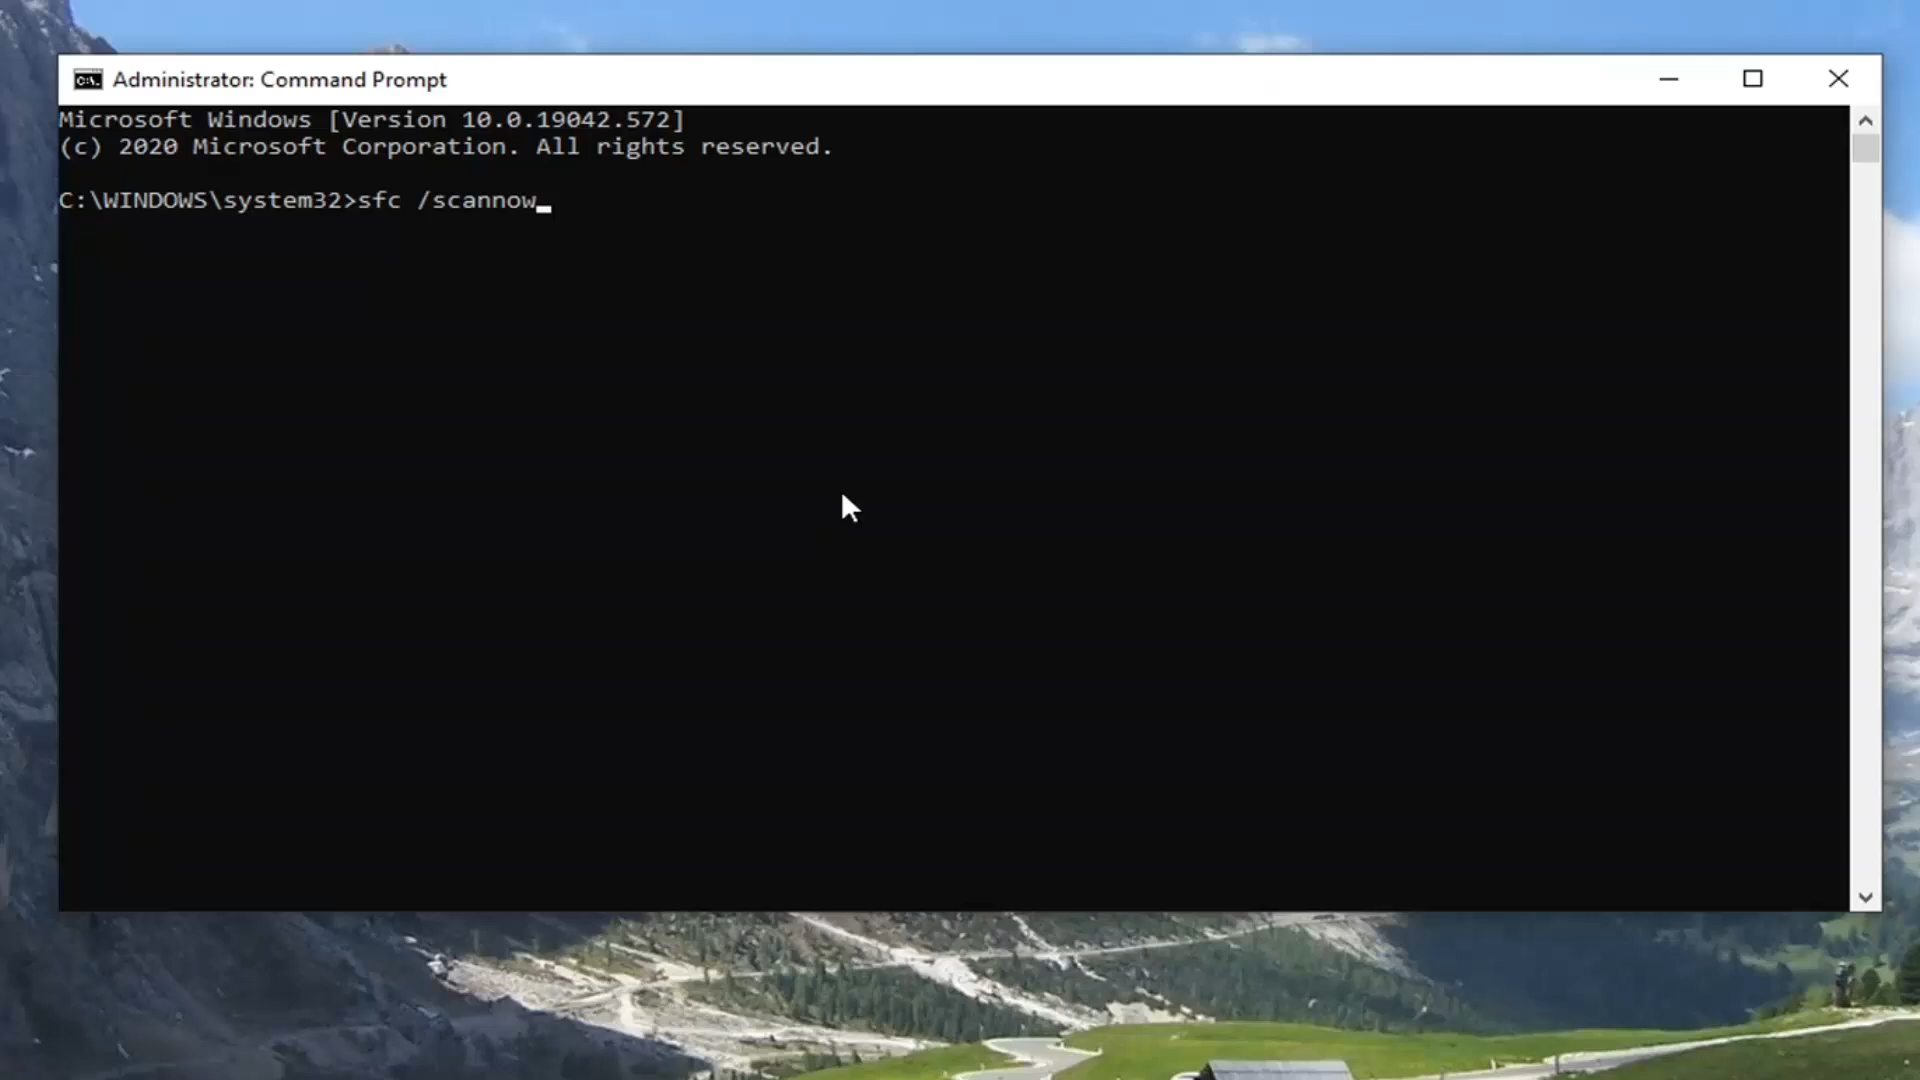 Administrator: Command Prompt
Microsoft Windows [Version 10.0.19042.572]
(c) 2020 Microsoft Corporation. All rights reserved.
C:\WINDOWS\system32>sfc /scannow